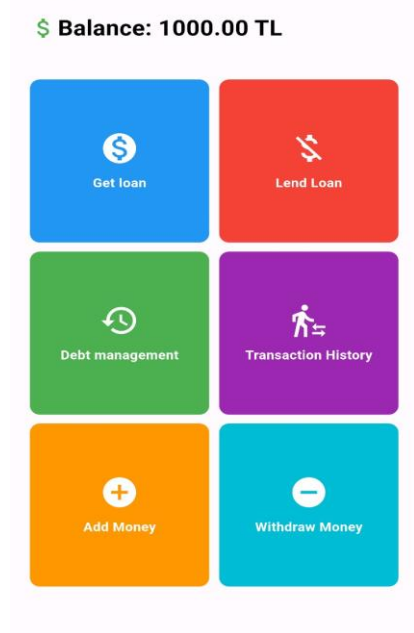 $ Balance: 1000.00 TL
Get loan
Lend Loan
Debt management
Transaction History
Add Money
Withdraw Money